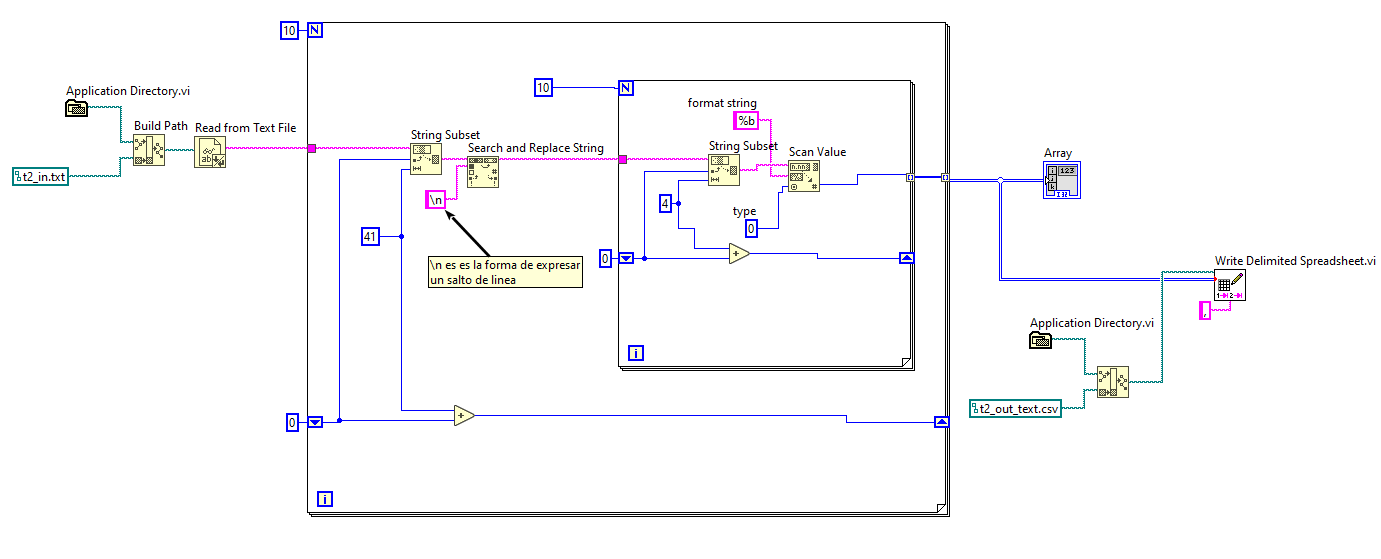 10
N
Application Directory.vi
Build Path
Read from Text File
t2_in.txt
String Subset
Search and Replace String
\n
41
\n es es la forma de expresar
un salto de linea
0
i
10
N
format string
%b
String Subset
Scan Value
4
type
0
0
i
Array
123
i
j
k
I32
Write Delimited Spreadsheet.vi
,
Application Directory.vi
t2_out_text.csv